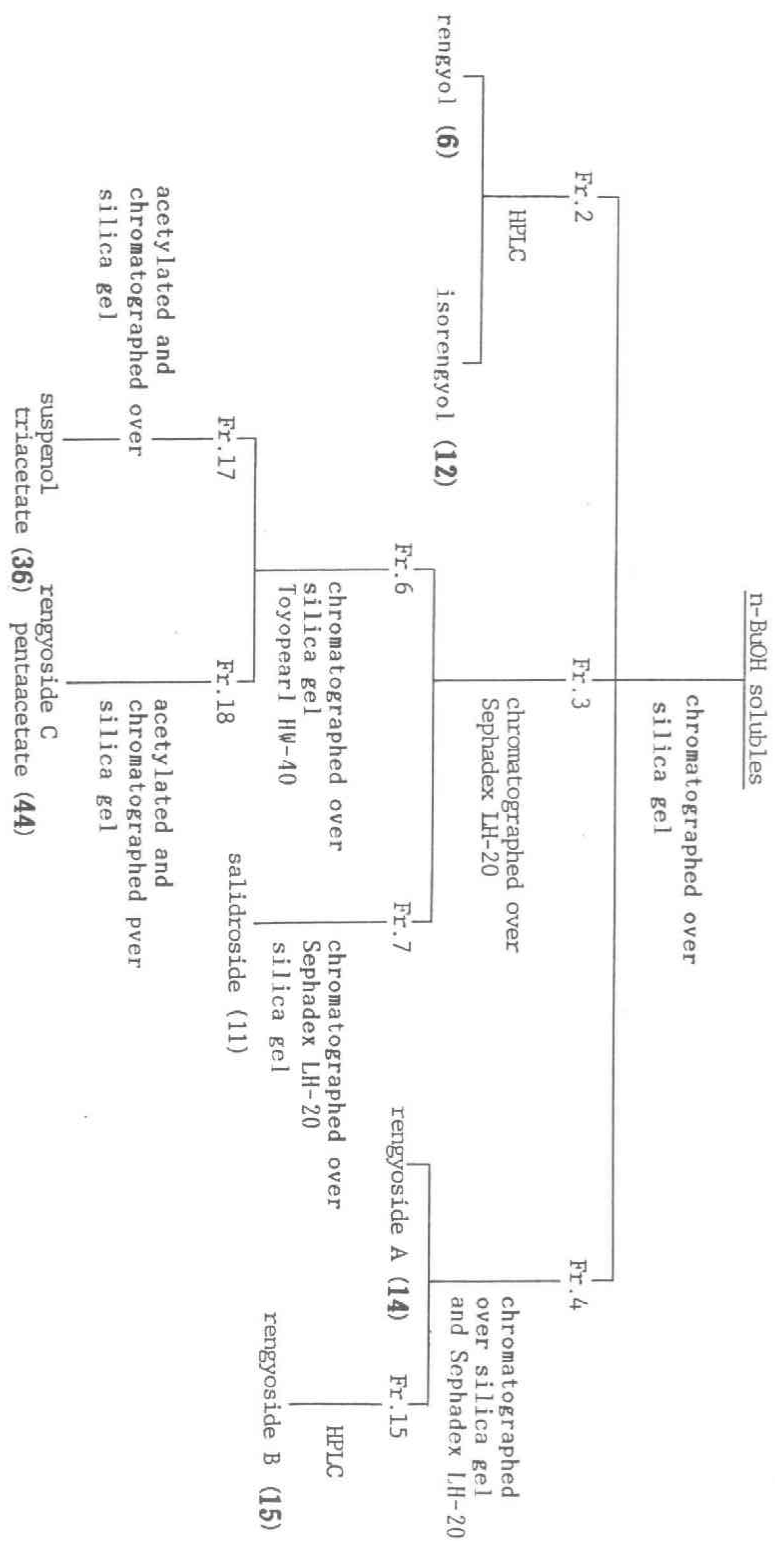 n-BuOH solubles
chromatographed over
silica gel
Fr.2
HPLC
rengyol (6)
isorengyol (12)
Fr.3
chromatographed over
Sephadex LH-20
Fr.6
chromatographed over
silica gel
Toyopearl HW-40
Fr.17
acetylated and
chromatographed over
silica gel
suspenol
triacetate (36)
Fr.18
acetylated and
chromatographed pver
silica gel
rengyoside C
pentaacetate (44)
Fr.7
chromatographed over
Sephadex LH-20
silica gel
salidroside (11)
Fr.4
chromatographed
over silica gel
and Sephadex LH-20
rengyoside A (14)
Fr.15
HPLC
rengyoside B (15)